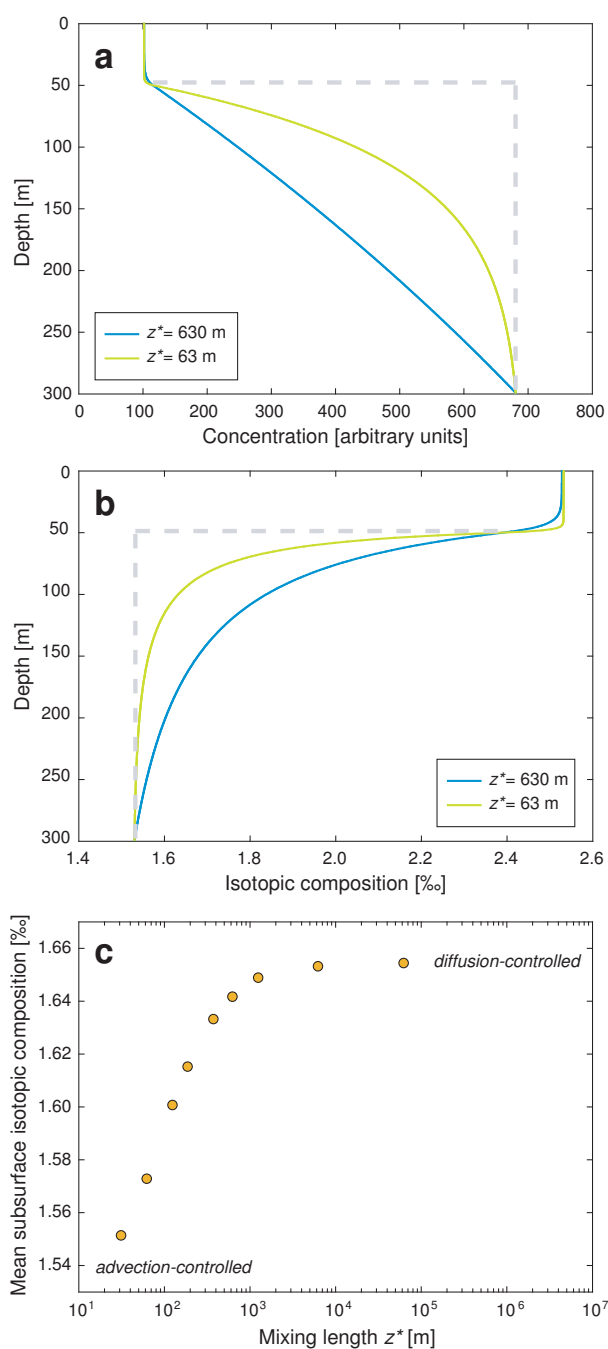 a
0
50
100
150
200
250
300
Depth [m]
z*= 630 m
z*= 63 m
0 100 200 300 400 500 600 700 800
Concentration [arbitrary units]
b
0
50
100
150
200
250
300
Depth [m]
z*= 630 m
z*= 63 m
1.4 1.6 1.8 2.0 2.2 2.4 2.6
Isotopic composition [‰]
c
diffusion-controlled
1.66
1.64
1.62
1.60
1.58
1.56
1.54
Mean subsurface isotopic composition [‰]
advection-controlled
10¹ 10² 10³ 10⁴ 10⁵ 10⁶ 10⁷
Mixing length z* [m]